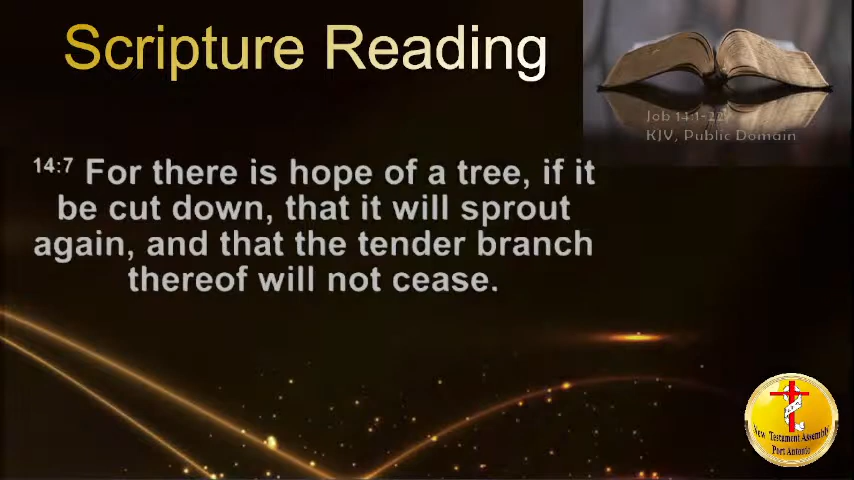 Scripture Reading
Job 14:1-22
KJV, Public Domain
14:7 For there is hope of a tree, if it
be cut down, that it will sprout
again, and that the tender branch
thereof will not cease.
New Testament Assembly
Port Antonio